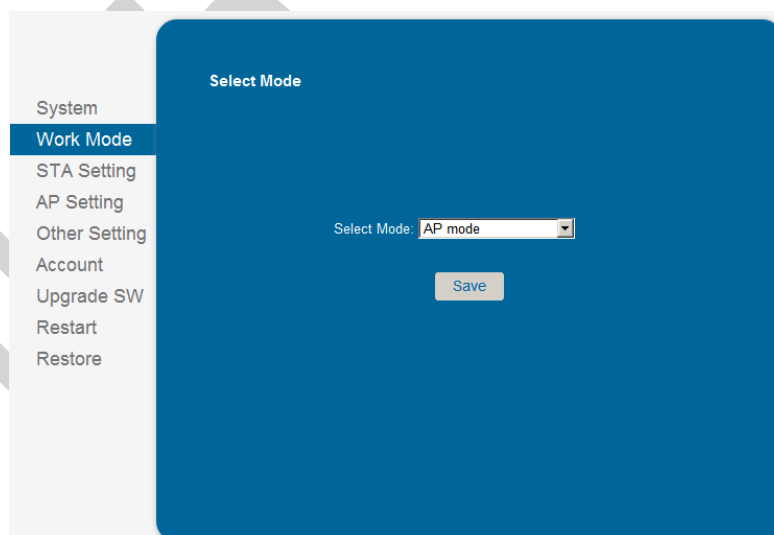 Select Mode
System
Work Mode
STA Setting
AP Setting
Other Setting
Account
Upgrade SW
Restart
Restore
Select Mode: AP mode
Save